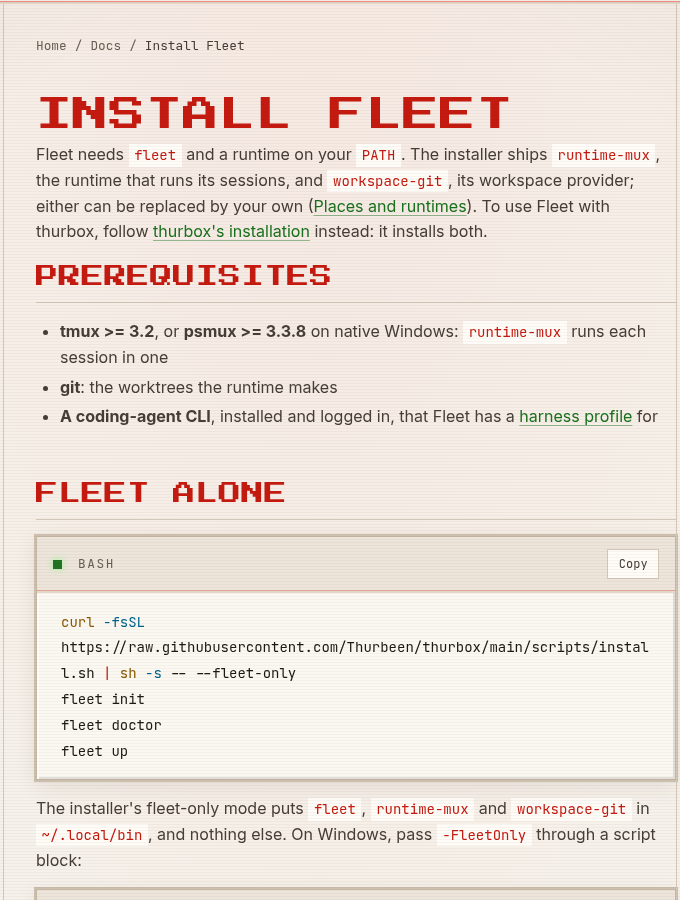 Home / Docs / Install Fleet
INSTALL FLEET
Fleet needs fleet and a runtime on your PATH. The installer ships runtime-mux,
the runtime that runs its sessions, and workspace-git, its workspace provider;
either can be replaced by your own (Places and runtimes). To use Fleet with
thurbox, follow thurbox's installation instead: it installs both.
PREREQUISITES
• tmux >= 3.2, or psmux >= 3.3.8 on native Windows: runtime-mux runs each
session in one
• git: the worktrees the runtime makes
• A coding-agent CLI, installed and logged in, that Fleet has a harness profile for
FLEET ALONE
BASH
Copy
curl -fsSL
https://raw.githubusercontent.com/Thurbeen/thurbox/main/scripts/instal
l.sh | sh -s -- --fleet-only
fleet init
fleet doctor
fleet up
The installer's fleet-only mode puts fleet, runtime-mux and workspace-git in
~/.local/bin, and nothing else. On Windows, pass -FleetOnly through a script
block: